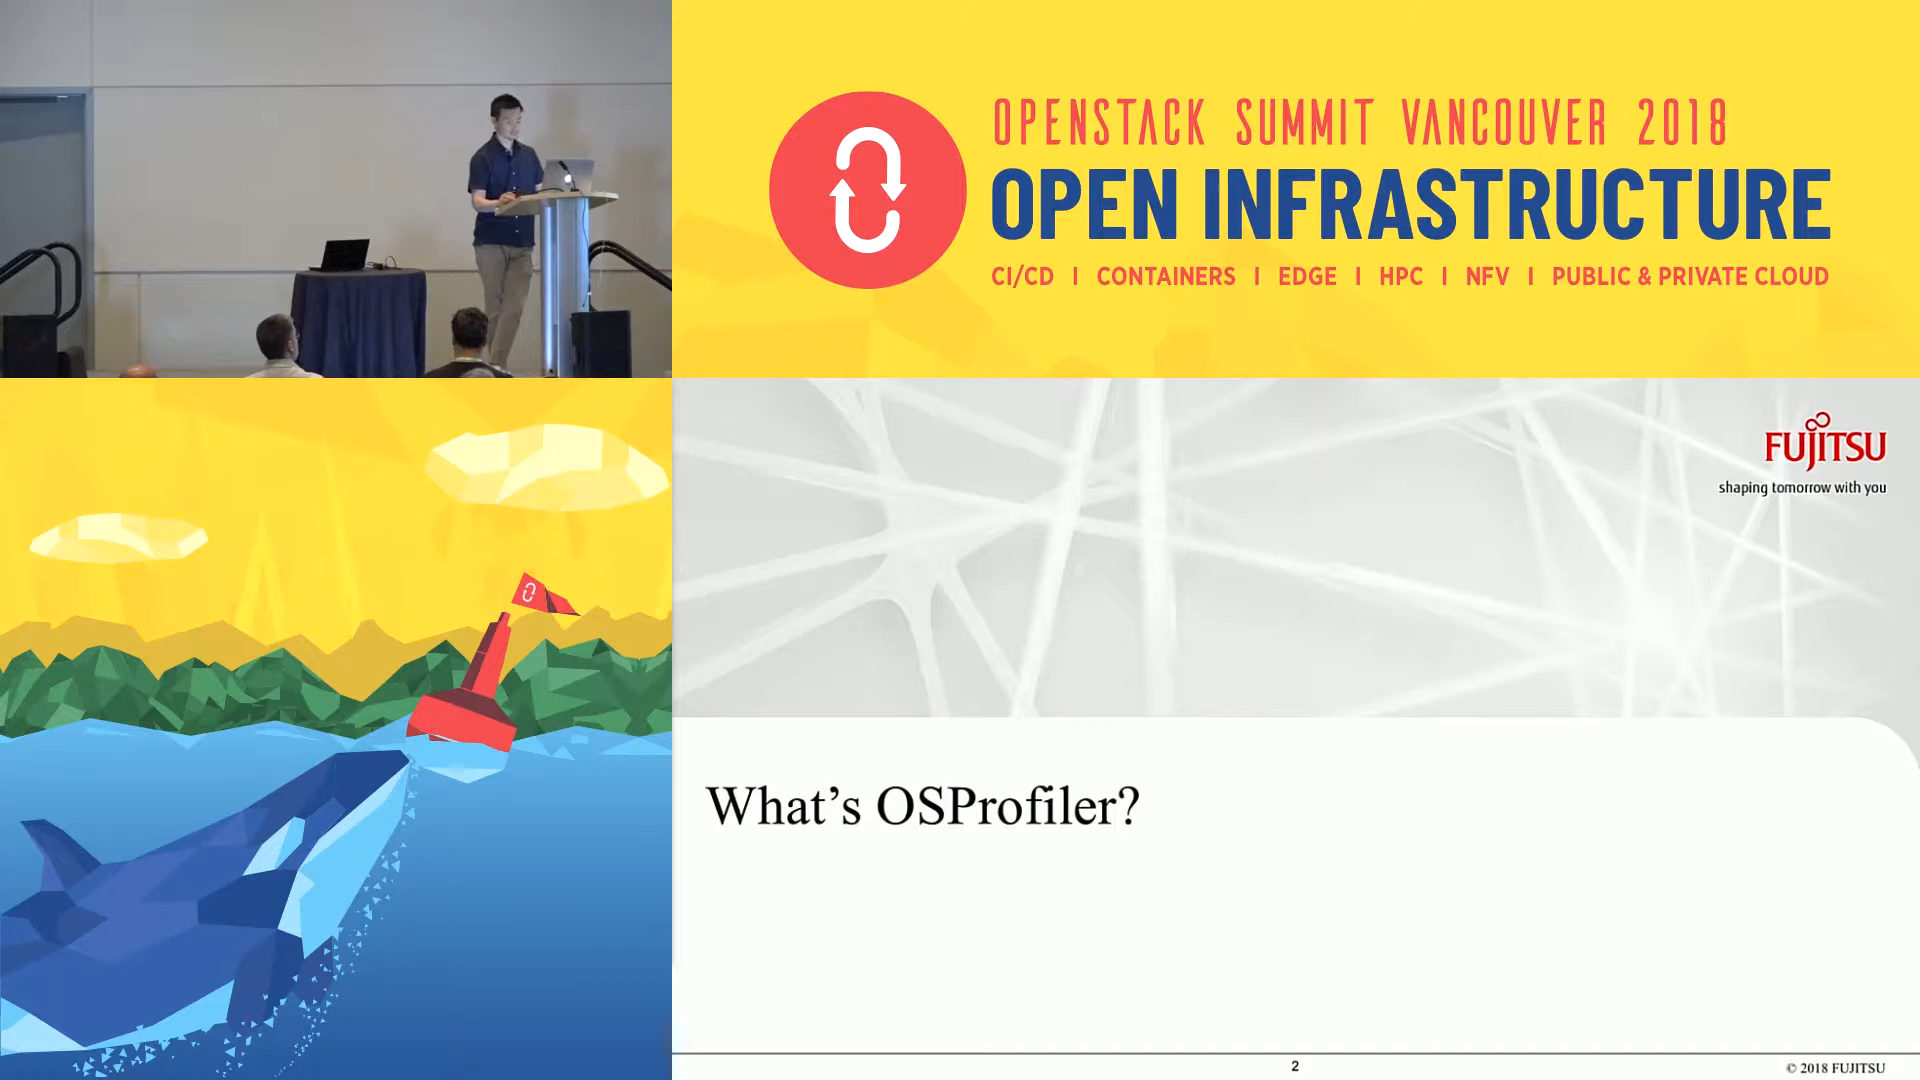 OPENSTACK SUMMIT VANCOUVER 2018
OPEN INFRASTRUCTURE
CI/CD | CONTAINERS | EDGE | HPC | NFV | PUBLIC & PRIVATE CLOUD
FUJITSU
shaping tomorrow with you
What's OSProfiler?
2
© 2018 FUJITSU